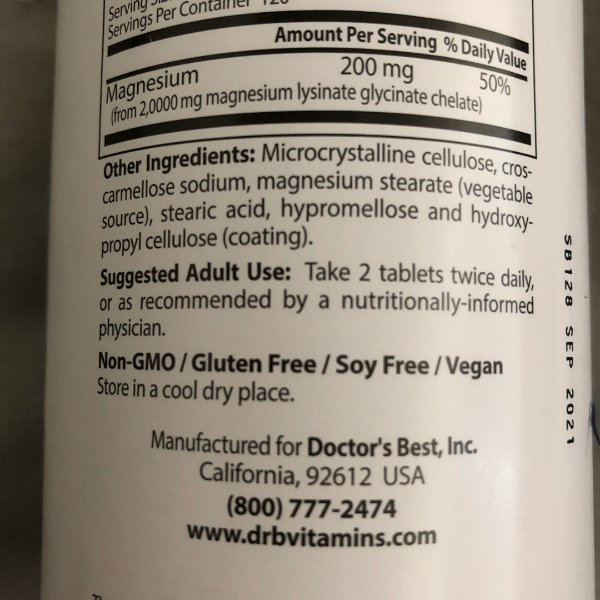 Serving
Servings Per Container 120
Amount Per Serving % Daily Value
Magnesium 200 mg 50%
(from 2,0000 mg magnesium lysinate glycinate chelate)
Other Ingredients: Microcrystalline cellulose, cros-
carmellose sodium, magnesium stearate (vegetable
source), stearic acid, hypromellose and hydroxy-
propyl cellulose (coating).
Suggested Adult Use: Take 2 tablets twice daily,
or as recommended by a nutritionally-informed
physician.
Non-GMO / Gluten Free / Soy Free / Vegan
Store in a cool dry place.
Manufactured for Doctor's Best, Inc.
California, 92612 USA
(800) 777-2474
www.drbvitamins.com
5B128 SEP 2021